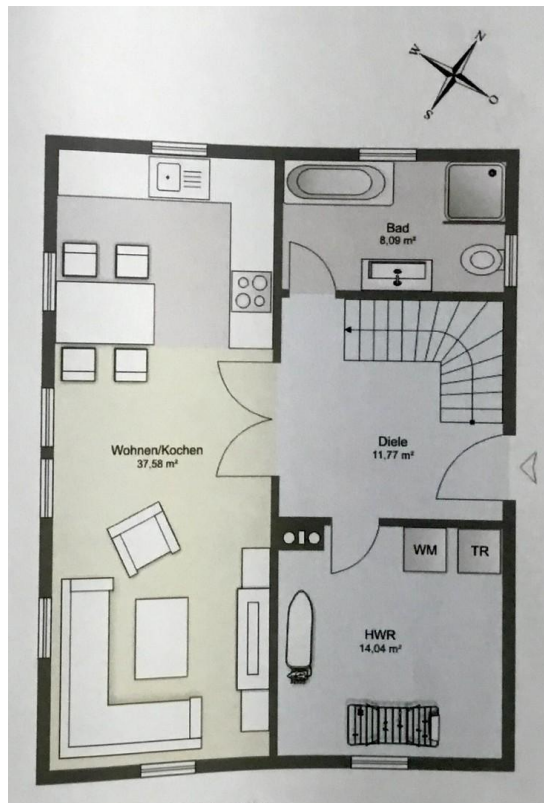 N
W
O
S
Bad
8,09 m²
Wohnen/Kochen
37,58 m²
Diele
11,77 m²
WM
TR
HWR
14,04 m²